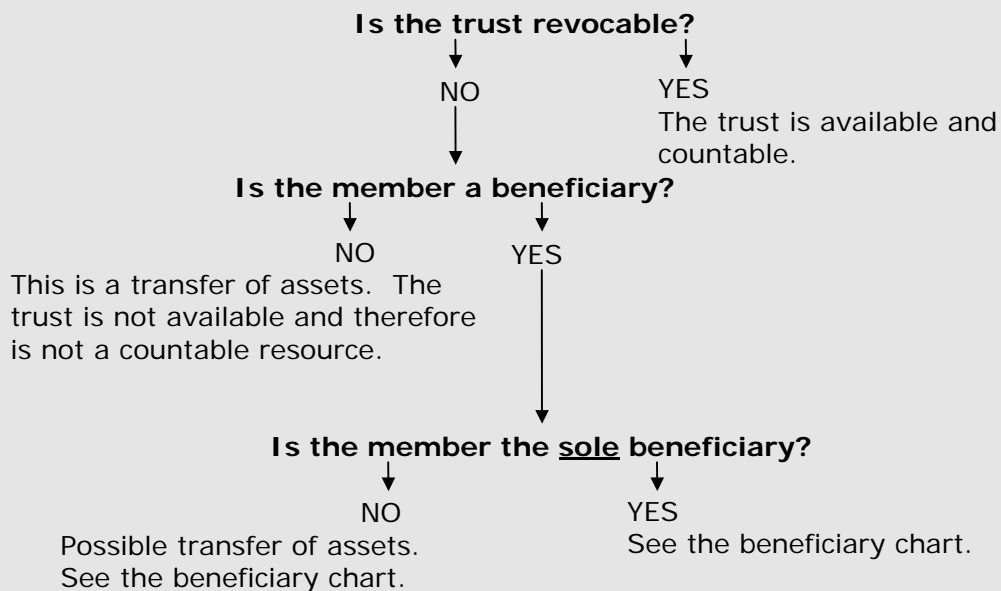 Is the trust revocable?
NO
YES
The trust is available and
countable.
Is the member a beneficiary?
NO
YES
This is a transfer of assets.  The
trust is not available and therefore
is not a countable resource.
Is the member the sole beneficiary?
NO
YES
Possible transfer of assets.
See the beneficiary chart.
See the beneficiary chart.